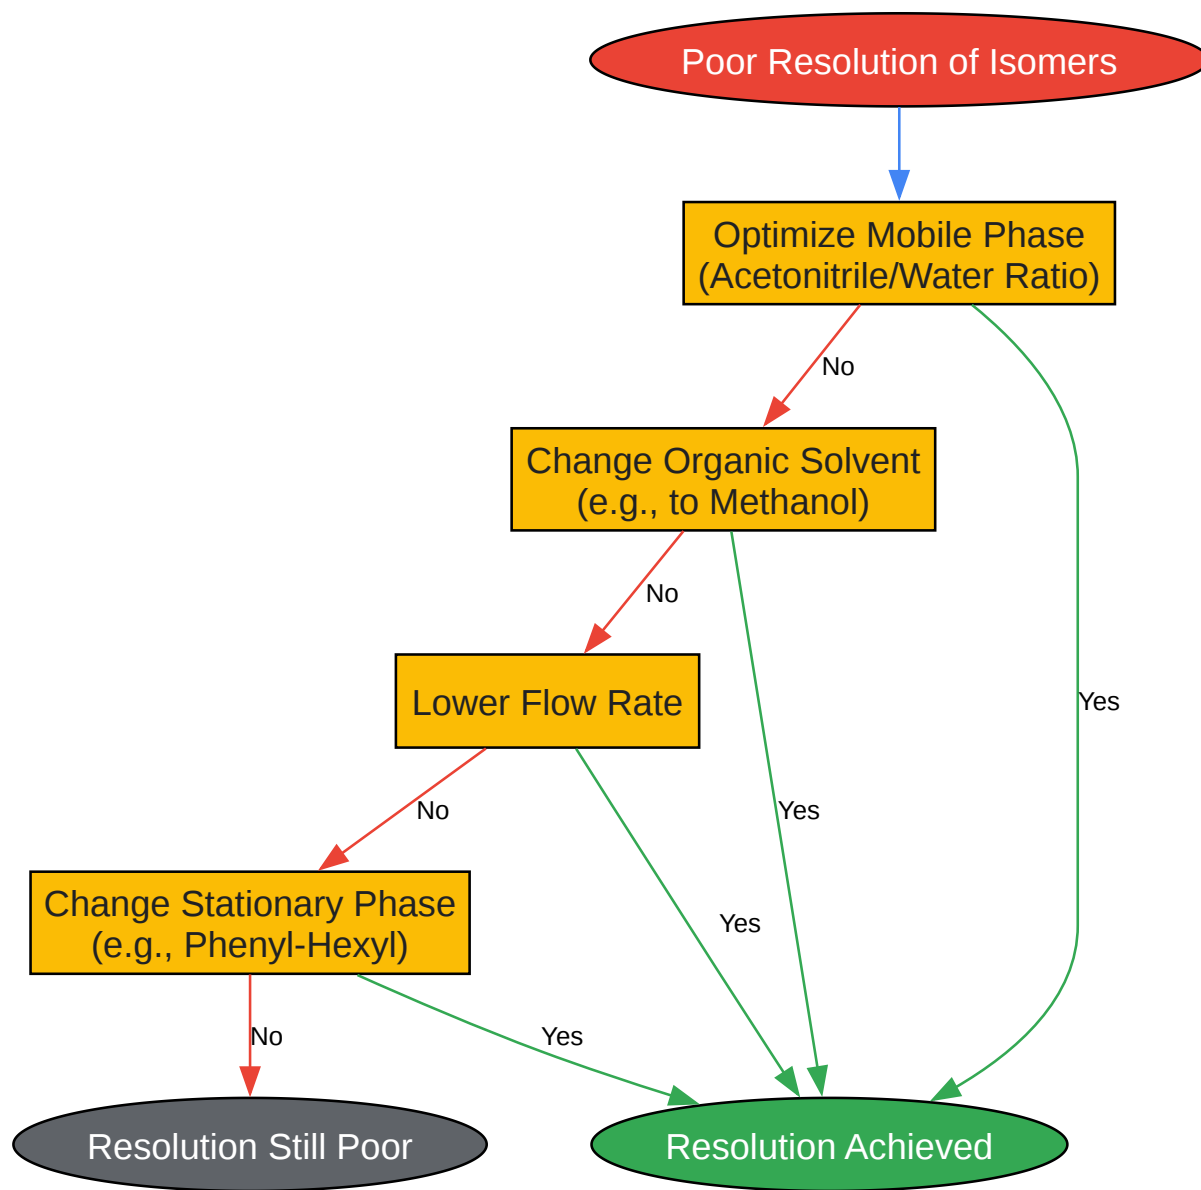 Poor Resolution of Isomers
Optimize Mobile Phase
(Acetonitrile/Water Ratio)
No
Change Organic Solvent
(e.g., to Methanol)
No
Lower Flow Rate
Yes
No
Yes
Change Stationary Phase
(e.g., Phenyl-Hexyl)
Yes
No
Yes
Resolution Still Poor
Resolution Achieved